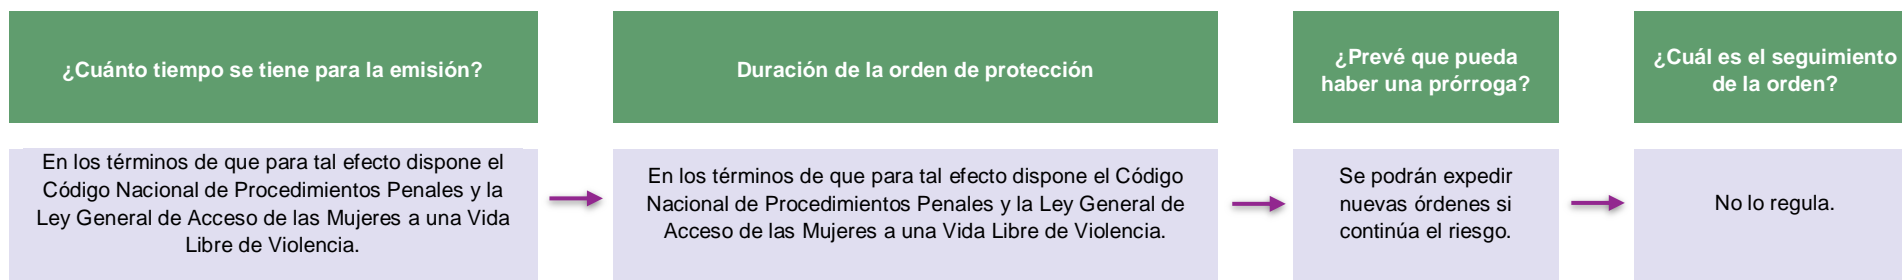 ¿Cuánto tiempo se tiene para la emisión?
Duración de la orden de protección
¿Prevé que pueda
haber una prórroga?
¿Cuál es el seguimiento
de la orden?
En los términos de que para tal efecto dispone el
Código Nacional de Procedimientos Penales y la
Ley General de Acceso de las Mujeres a una Vida
Libre de Violencia.
En los términos de que para tal efecto dispone el Código
Nacional de Procedimientos Penales y la Ley General de
Acceso de las Mujeres a una Vida Libre de Violencia.
Se podrán expedir
nuevas órdenes si
continúa el riesgo.
No lo regula.